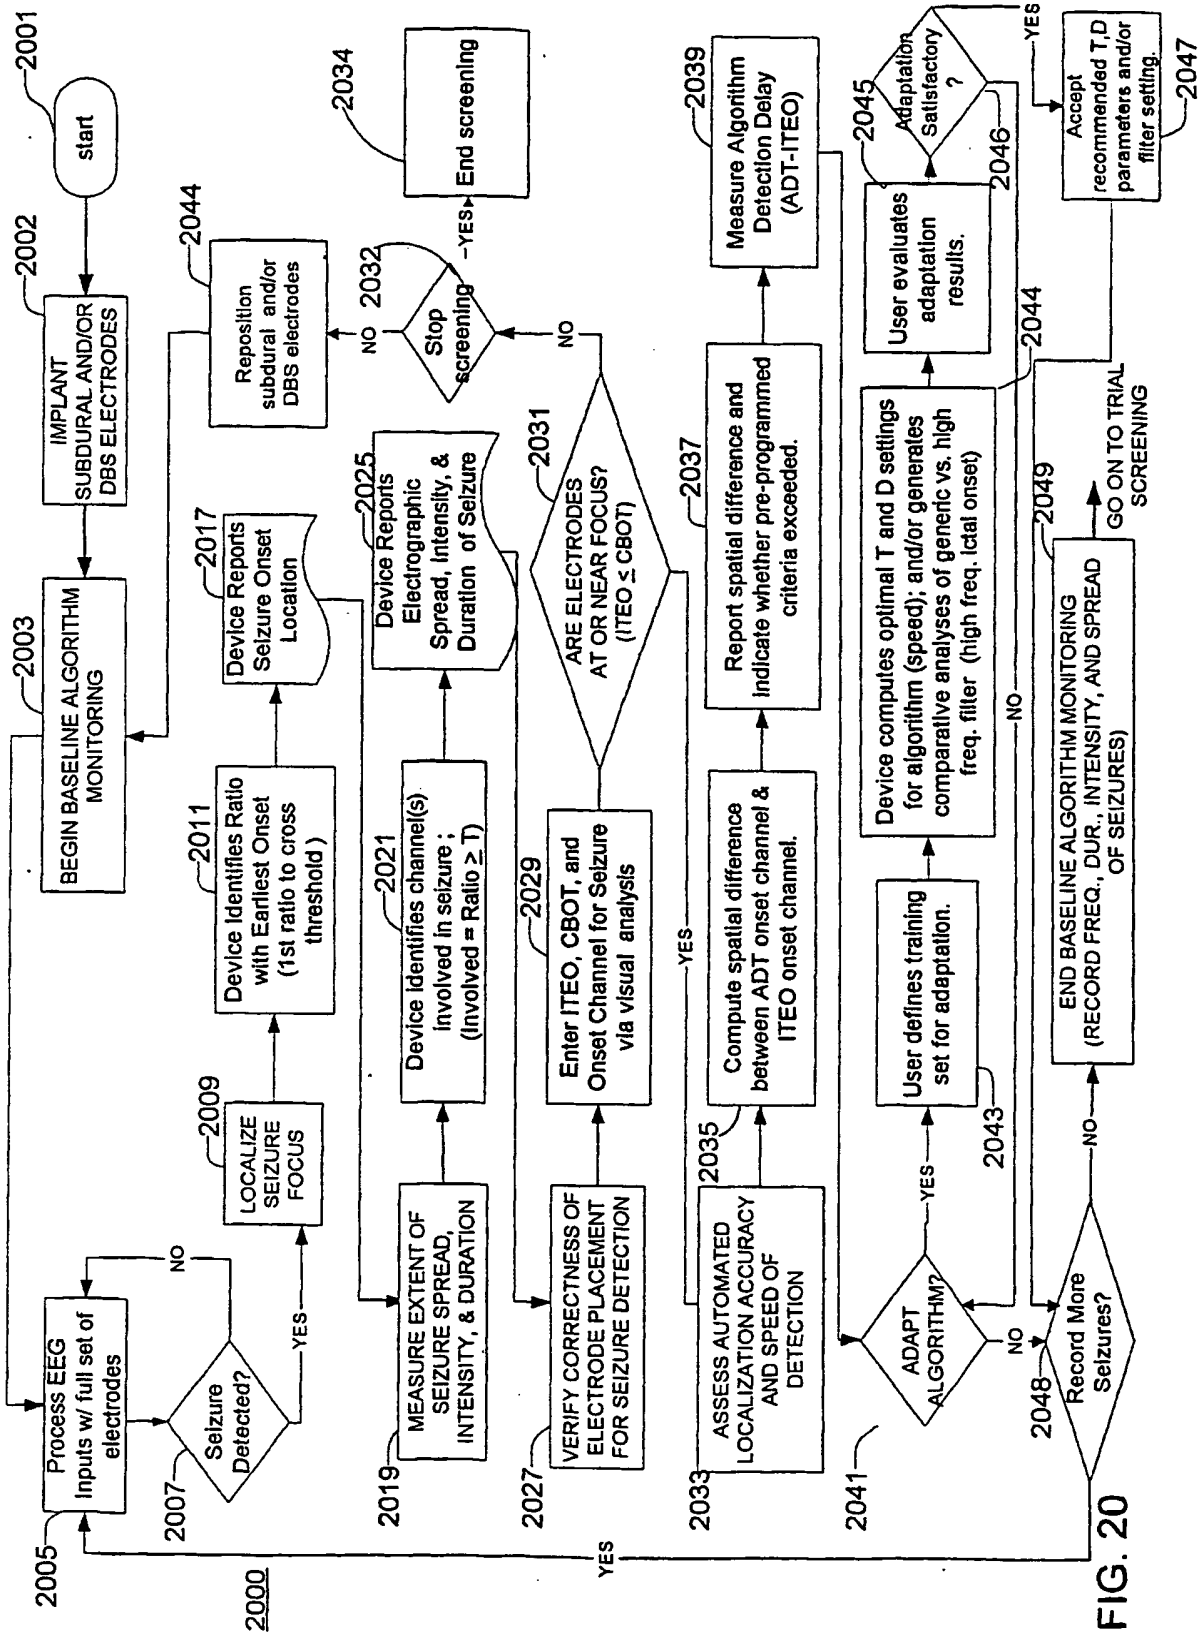 2001
start
2002
IMPLANT
SUBDURAL AND/OR
DBS ELECTRODES
2003
BEGIN BASELINE ALGORITHM
MONITORING
2005
Process EEG
Inputs w/ full set of
electrodes
2007
Seizure
Detected?
NO
YES
2009
LOCALIZE
SEIZURE
FOCUS
2011
Device Identifies Ratio
with Earliest Onset
(1st ratio to cross
threshold )
2017
Device Reports
Seizure Onset
Location
2044
Reposition
subdural and/or
DBS electrodes
2019
MEASURE EXTENT OF
SEIZURE SPREAD,
INTENSITY, & DURATION
2021
Device Identifies channel(s)
involved in seizure ;
(Involved = Ratio ≥ T)
2025
Device Reports
Electrographic
Spread, Intensity, &
Duration of Seizure
NO
2032
Stop
screening
YES
2034
End screening
2027
VERIFY CORRECTNESS OF
ELECTRODE PLACEMENT
FOR SEIZURE DETECTION
2029
Enter ITEO, CBOT, and
Onset Channel for Seizure
via visual analysis
2031
ARE ELECTRODES
AT OR NEAR FOCUS?
(ITEO ≤ CBOT)
NO
YES
2033
ASSESS AUTOMATED
LOCALIZATION ACCURACY
AND SPEED OF
DETECTION
2035
Compute spatial difference
between ADT onset channel &
ITEO onset channel.
2037
Report spatial difference and
indicate whether pre-programmed
criteria exceeded.
2039
Measure Algorithm
Detection Delay
(ADT-ITEO)
2041
ADAPT
ALGORITHM?
YES
NO
2043
User defines training
set for adaptation.
2044
Device computes optimal T and D settings
for algorithm (speed); and/or generates
comparative analyses of generic vs. high
freq. filter (high freq. ictal onset)
2045
User evaluates
adaptation
results.
2046
Adaptation
Satisfactory
?
YES
NO
2047
Accept
recommended T,D
parameters and/or
filter setting.
2048
Record More
Seizures?
NO
YES
2049
END BASELINE ALGORITHM MONITORING
(RECORD FREQ., DUR., INTENSITY, AND SPREAD
OF SEIZURES)
GO ON TO TRIAL
SCREENING
2000
FIG. 20